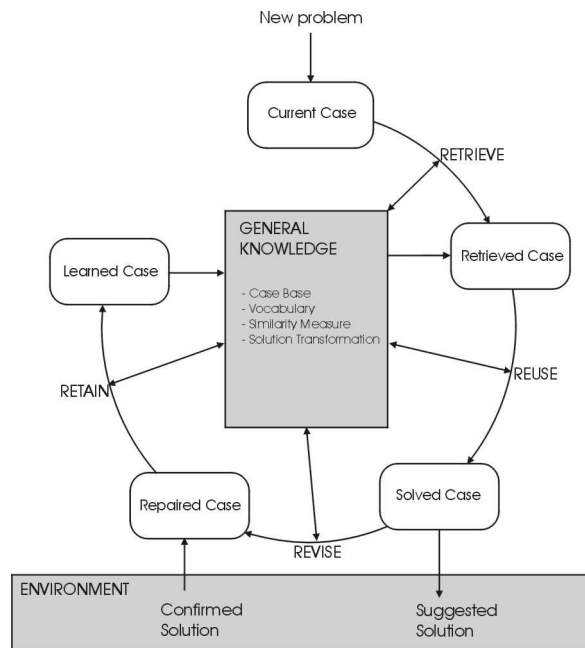 New problem
Current Case
RETRIEVE
GENERAL
KNOWLEDGE
- Case Base
- Vocabulary
- Similarity Measure
- Solution Transformation
Learned Case
Retrieved Case
RETAIN
REUSE
Repaired Case
Solved Case
REVISE
ENVIRONMENT
Confirmed
Solution
Suggested
Solution